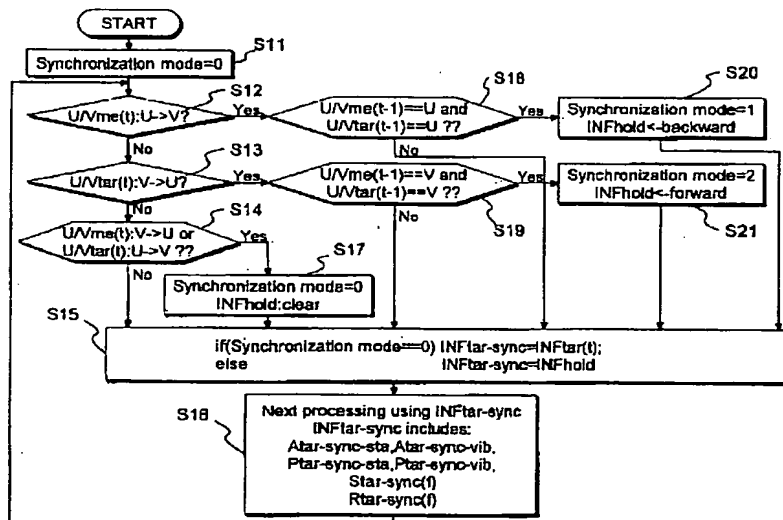 START
S11
Synchronization mode=0
S12
U/Vme(t):U->V?
Yes
S18
U/Vme(t-1)==U and
U/Vtar(t-1)==U ??
Yes
S20
Synchronization mode=1
INFhold<-backward
No
No
S13
U/Vtar(t):V->U?
Yes
U/Vme(t-1)==V and
U/Vtar(t-1)==V ??
Yes
Synchronization mode=2
INFhold<-forward
No
S14
No
S19
S21
U/Vme(t):V->U or
U/Vtar(t):U->V ??
Yes
S17
No
Synchronization mode=0
INFhold:clear
S15
if(Synchronization mode==0) INFtar-sync=INFtar(t);
else INFtar-sync=INFhold
S16
Next processing using INFtar-sync
INFtar-sync includes:
Atar-sync-sta,Atar-sync-vib,
Ptar-sync-sta,Ptar-sync-vib,
Star-sync(f)
Rtar-sync(f)